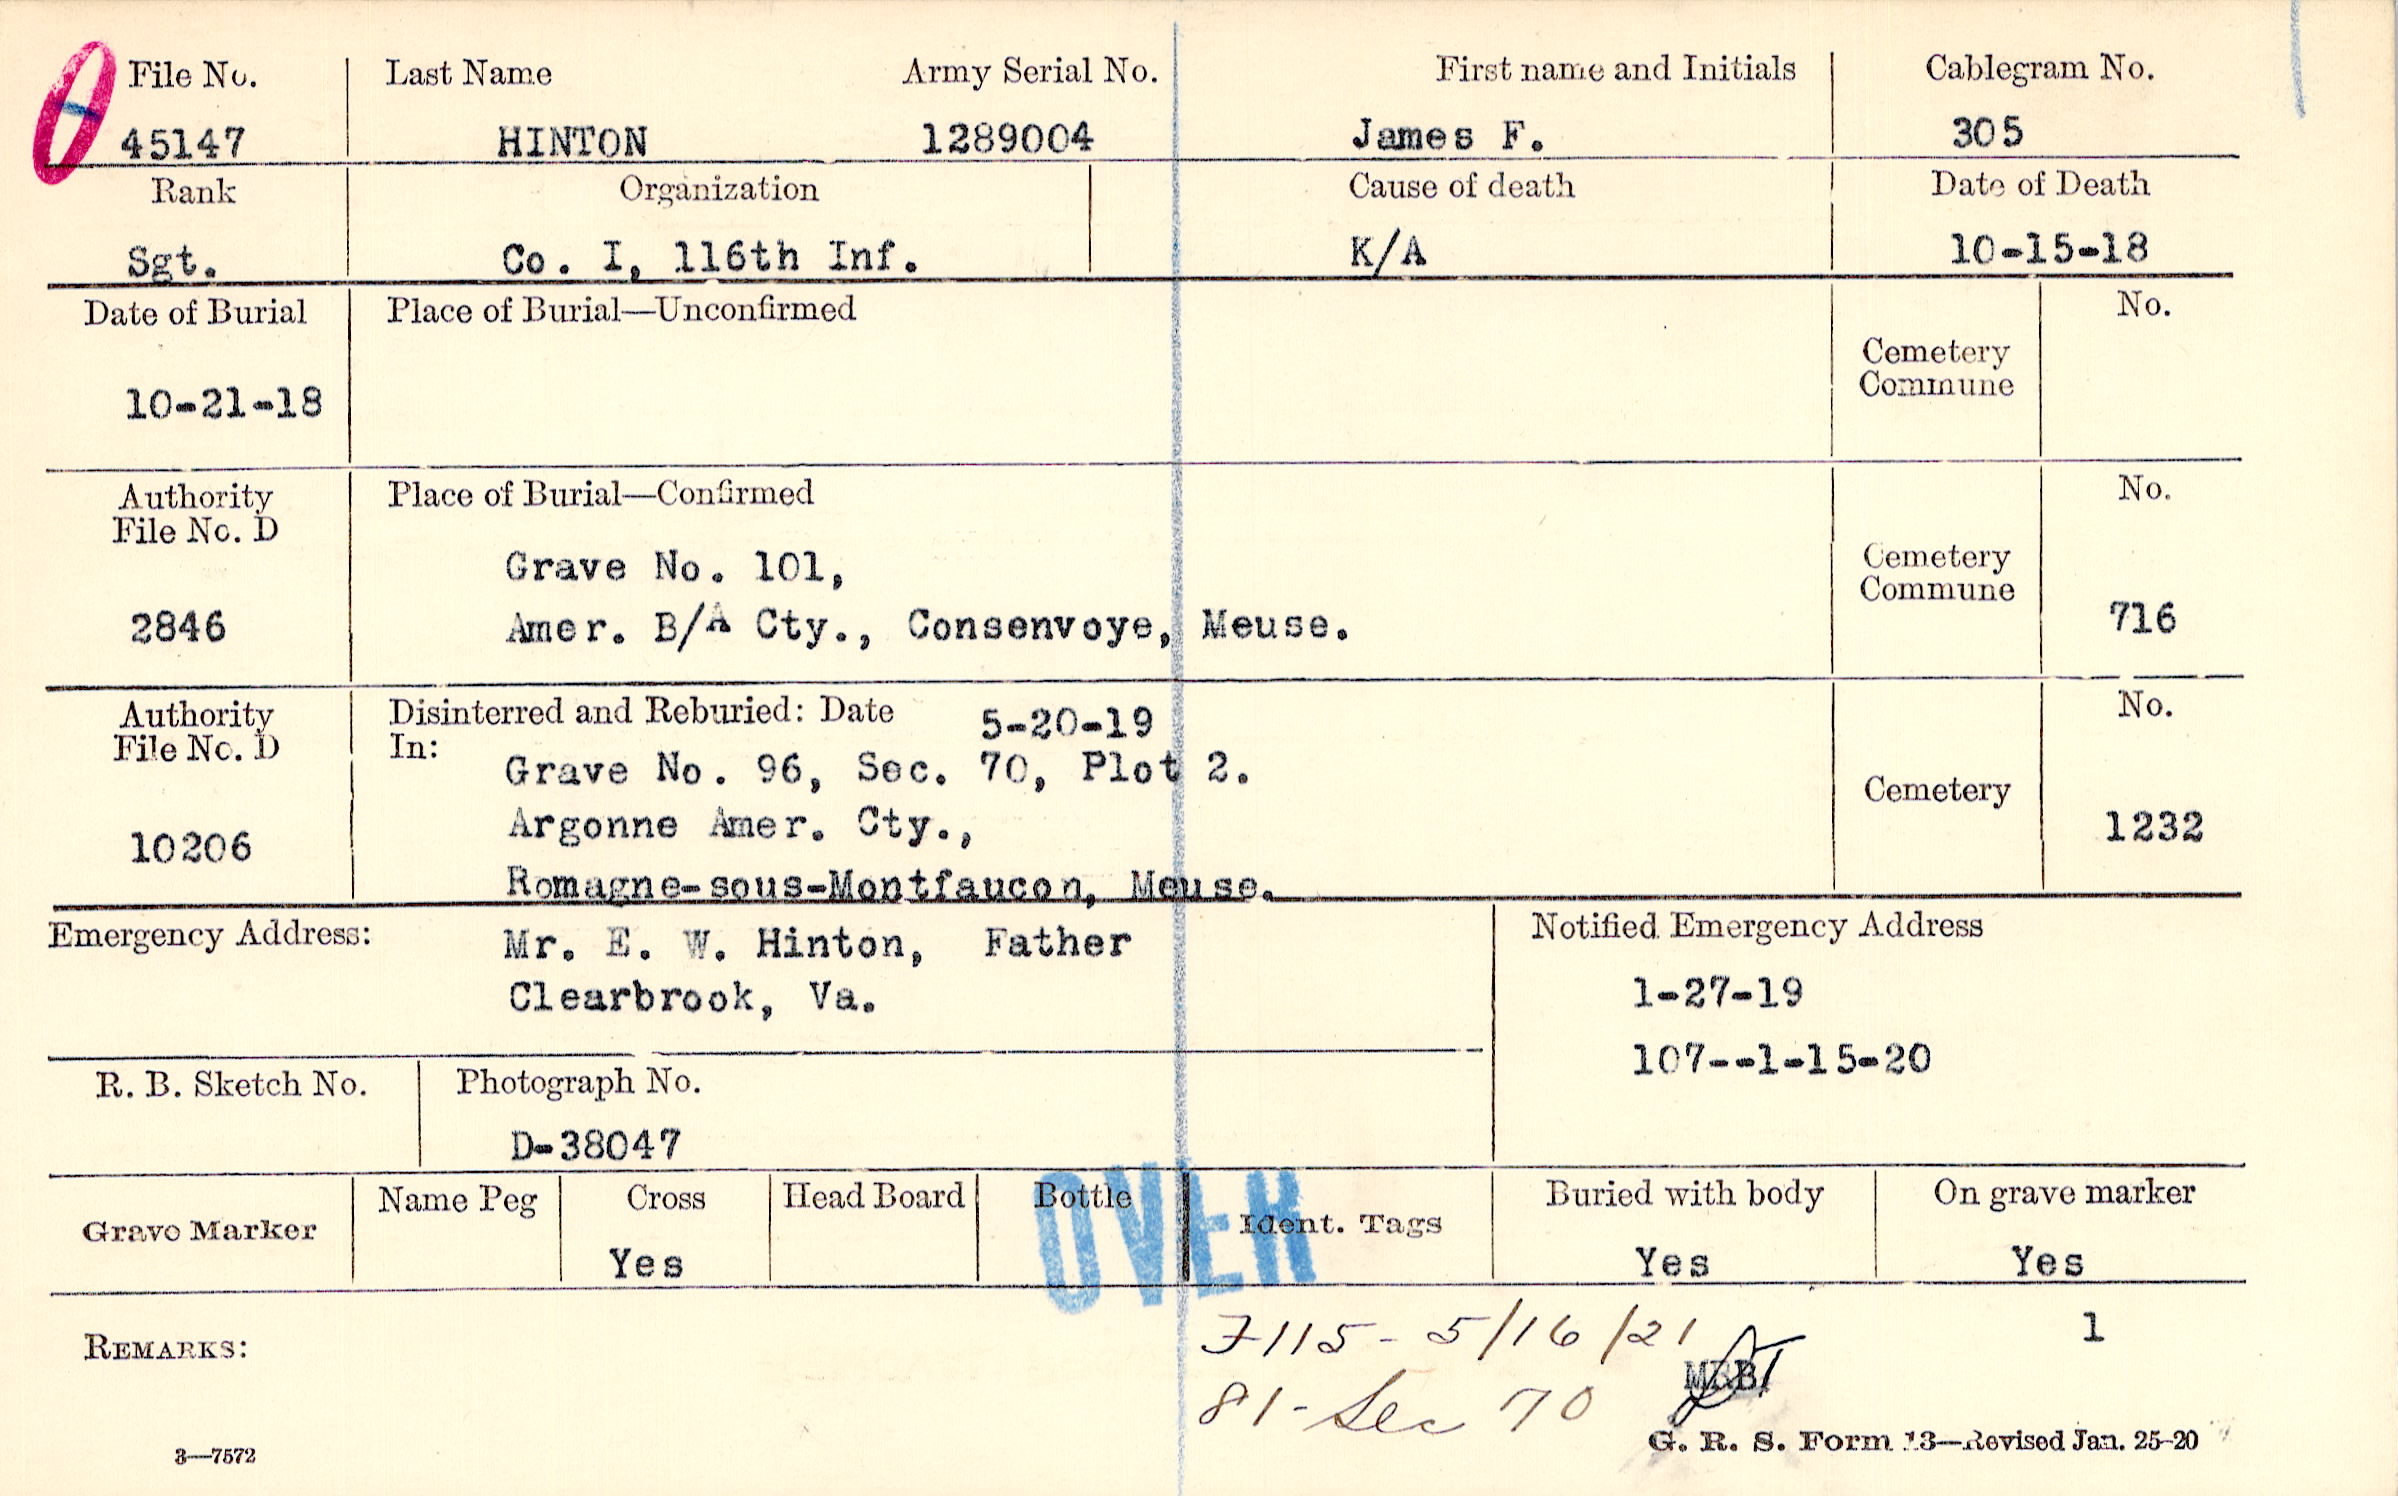 File No. Last Name Army Serial No. First name and Initials Cablegram No.
45147 HINTON 1289004 James F. 305
Rank Organization Cause of death Date of Death
Sgt. Co. I, 116th Inf. K/A 10-15-18
Date of Burial Place of Burial—Unconfirmed No.
Cemetery
Commune
10-21-18
Authority Place of Burial—Confirmed No.
File No. D
Grave No. 101, Cemetery
Commune
2846 Amer. B/A Cty., Consenvoye, Meuse. 716
Authority Disinterred and Reburied: Date 5-20-19 No.
File No. D In:
Grave No. 96, Sec. 70, Plot 2.
Cemetery
Argonne Amer. Cty.,
10206 1232
Romagne-sous-Montfaucon, Meuse.
Emergency Address: Mr. E. W. Hinton, Father Notified Emergency Address
Clearbrook, Va. 1-27-19
107--1-15-20
R. B. Sketch No. Photograph No.
D-38047
Grave Marker Name Peg Cross Head Board Bottle Ident. Tags Buried with body On grave marker
Yes Yes Yes
OVER
REMARKS: 7115 - 5/16/21 1
81 - Sec 70
3—7572 G. R. S. Form 13—Revised Jan. 25-20